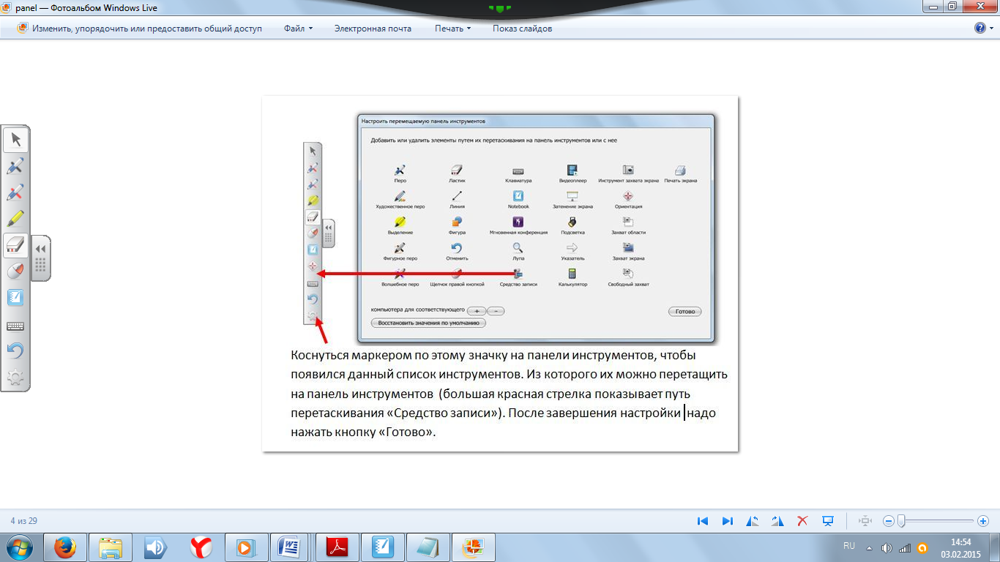 panel — Фотоальбом Windows Live
Изменить, упорядочить или предоставить общий доступ Файл Электронная почта Печать Показ слайдов
Настроить перемещаемую панель инструментов
Добавить или удалить элементы путем их перетаскивания на панель инструментов или с нее
Перо Ластик Клавиатура Видеоплеер Инструмент захвата экрана Печать экрана
Художественное перо Линия Notebook Затенение экрана Ориентация
Выделение Фигура Мгновенная конференция Подсветка Захват области
Фигурное перо Отменить Лупа Указатель Захват экрана
Волшебное перо Щелчок правой кнопкой Средство записи Калькулятор Свободный захват
компьютера для соответствующего + -
Готово
Восстановить значения по умолчанию
Коснуться маркером по этому значку на панели инструментов, чтобы
появился данный список инструментов. Из которого их можно перетащить
на панель инструментов (большая красная стрелка показывает путь
перетаскивания «Средство записи»). После завершения настройки надо
нажать кнопку «Готово».
4 из 29
RU
14:54
03.02.2015